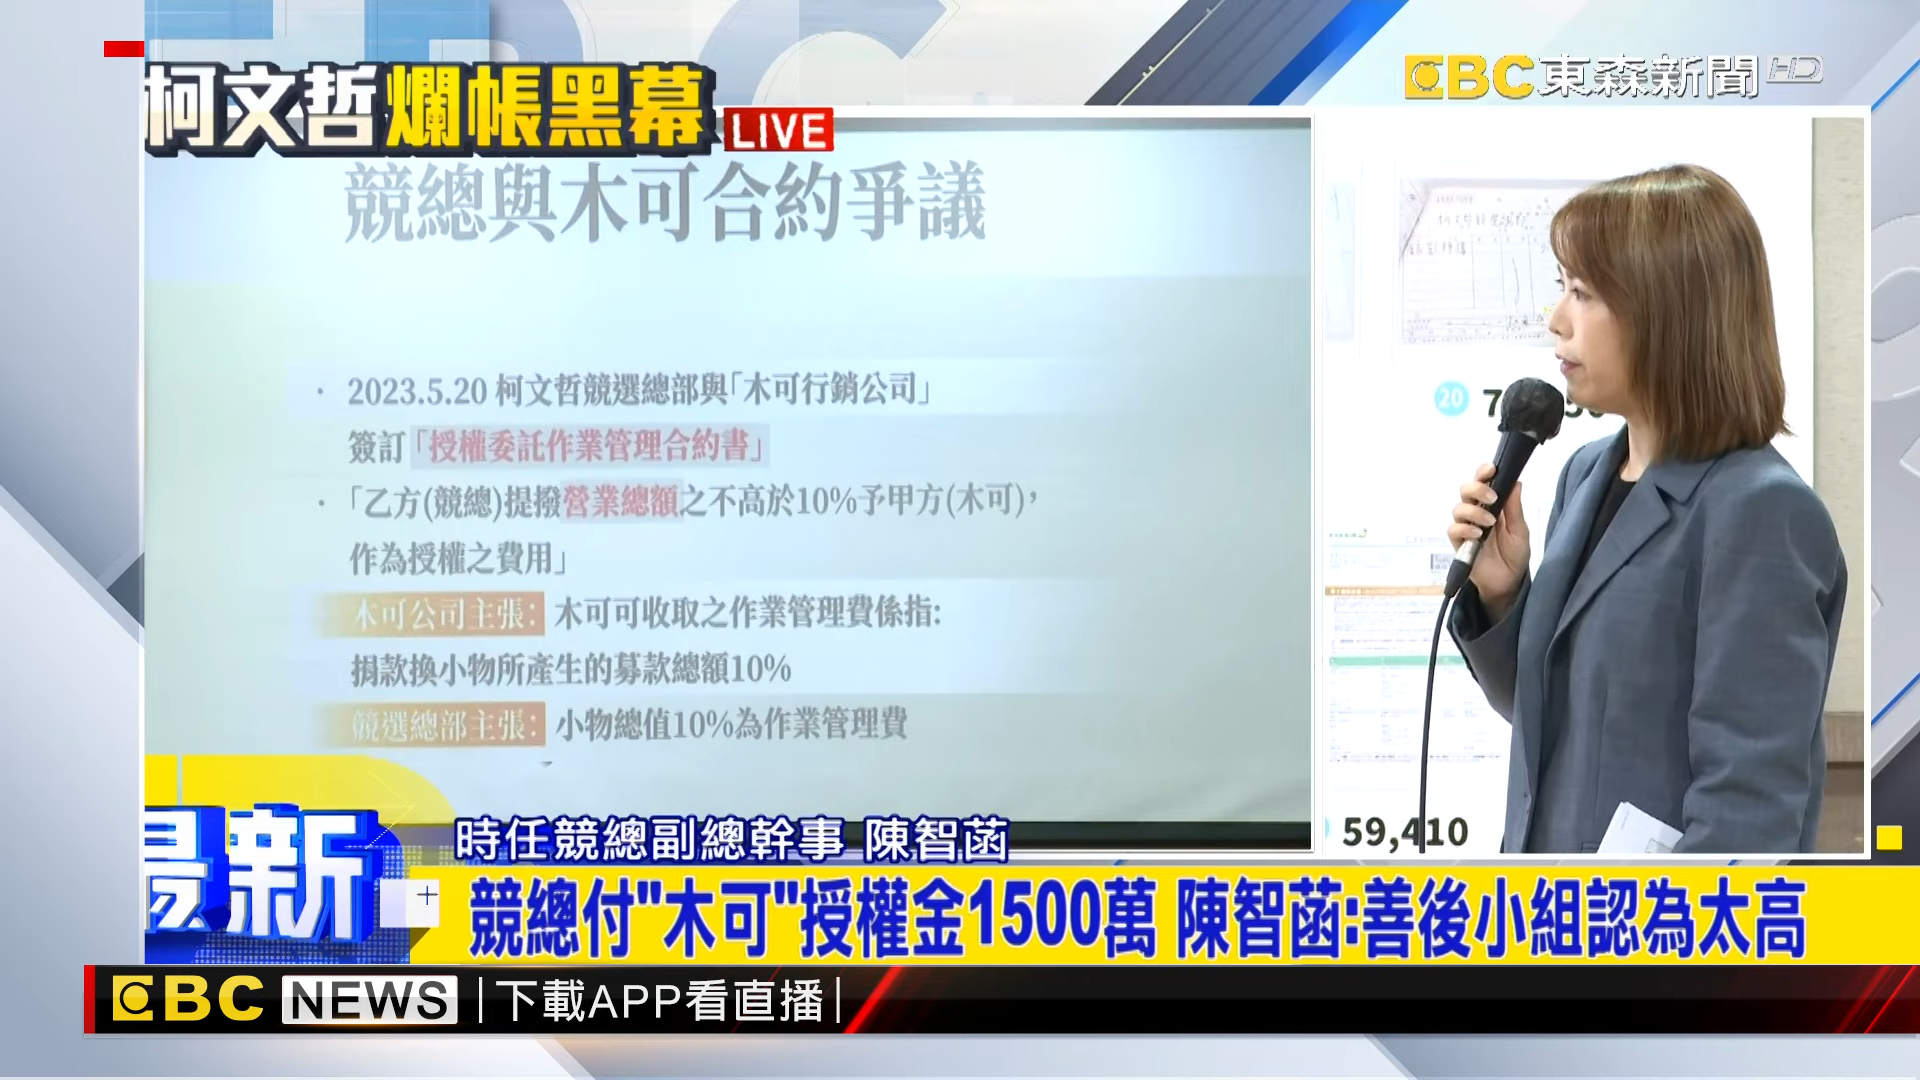 柯文哲爛帳黑幕
LIVE
EBC東森新聞HD
競總與木可合約爭議
· 2023.5.20 柯文哲競選總部與「木可行銷公司」
簽訂「授權委託作業管理合約書」
· 「乙方(競總)提撥營業總額之不高於10%予甲方(木可)，
作為授權之費用」
木可公司主張： 木可可收取之作業管理費係指:
捐款換小物所產生的募款總額10%
競選總部主張： 小物總值10%為作業管理費
20
59,410
最新
時任競總副總幹事 陳智菡
競總付"木可"授權金1500萬 陳智菡:善後小組認為太高
EBC NEWS |下載APP看直播|